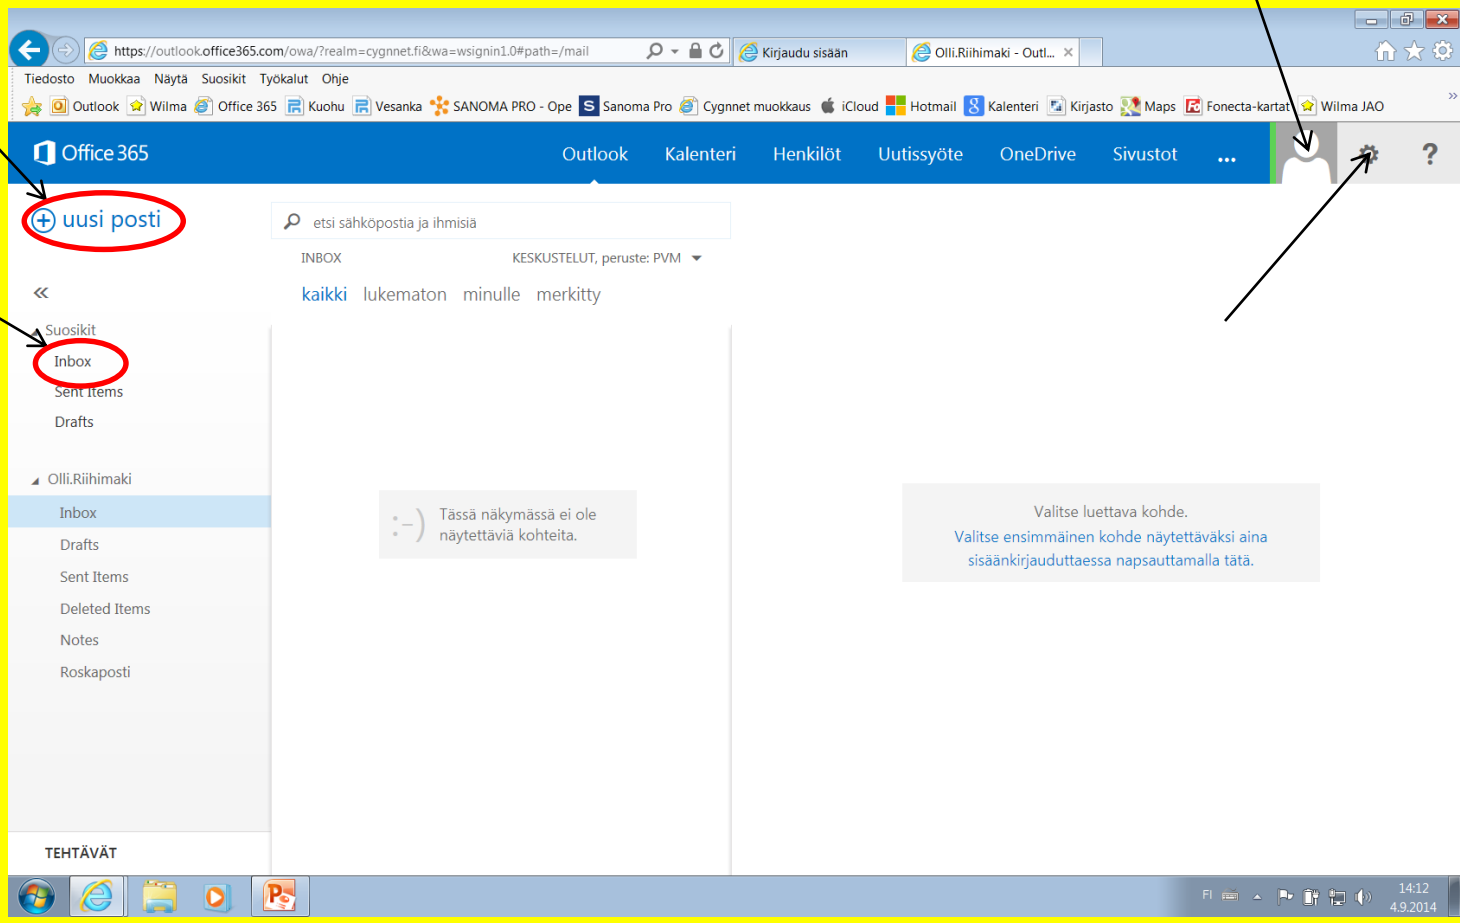 https://outlook.office365.com/owa/?realm=cygnnet.fi&wa=wsignin1.0#path=/mail
Kirjaudu sisään
Olli.Riihimaki - Outl... ×
Tiedosto Muokkaa Näytä Suosikit Työkalut Ohje
Outlook Wilma Office 365 Kuohu Vesanka SANOMA PRO - Ope S Sanoma Pro Cygnnet muokkaus iCloud Hotmail 8 Kalenteri Kirjasto Maps Fo Fonecta-kartat Wilma JAO »
Office 365
Outlook Kalenteri Henkilöt Uutissyöte OneDrive Sivustot ... ?
+ uusi posti
etsi sähköpostia ja ihmisiä
INBOX KESKUSTELUT, peruste: PVM
«
kaikki lukematon minulle merkitty
Suosikit
Inbox
Sent Items
Drafts
Olli.Riihimaki
Inbox
Drafts
Sent Items
Deleted Items
Notes
Roskaposti
:-) Tässä näkymässä ei ole
näytettäviä kohteita.
Valitse luettava kohde.
Valitse ensimmäinen kohde näytettäväksi aina
sisäänkirjauduttaessa napsauttamalla tätä.
TEHTÄVÄT
FI
14:12
4.9.2014